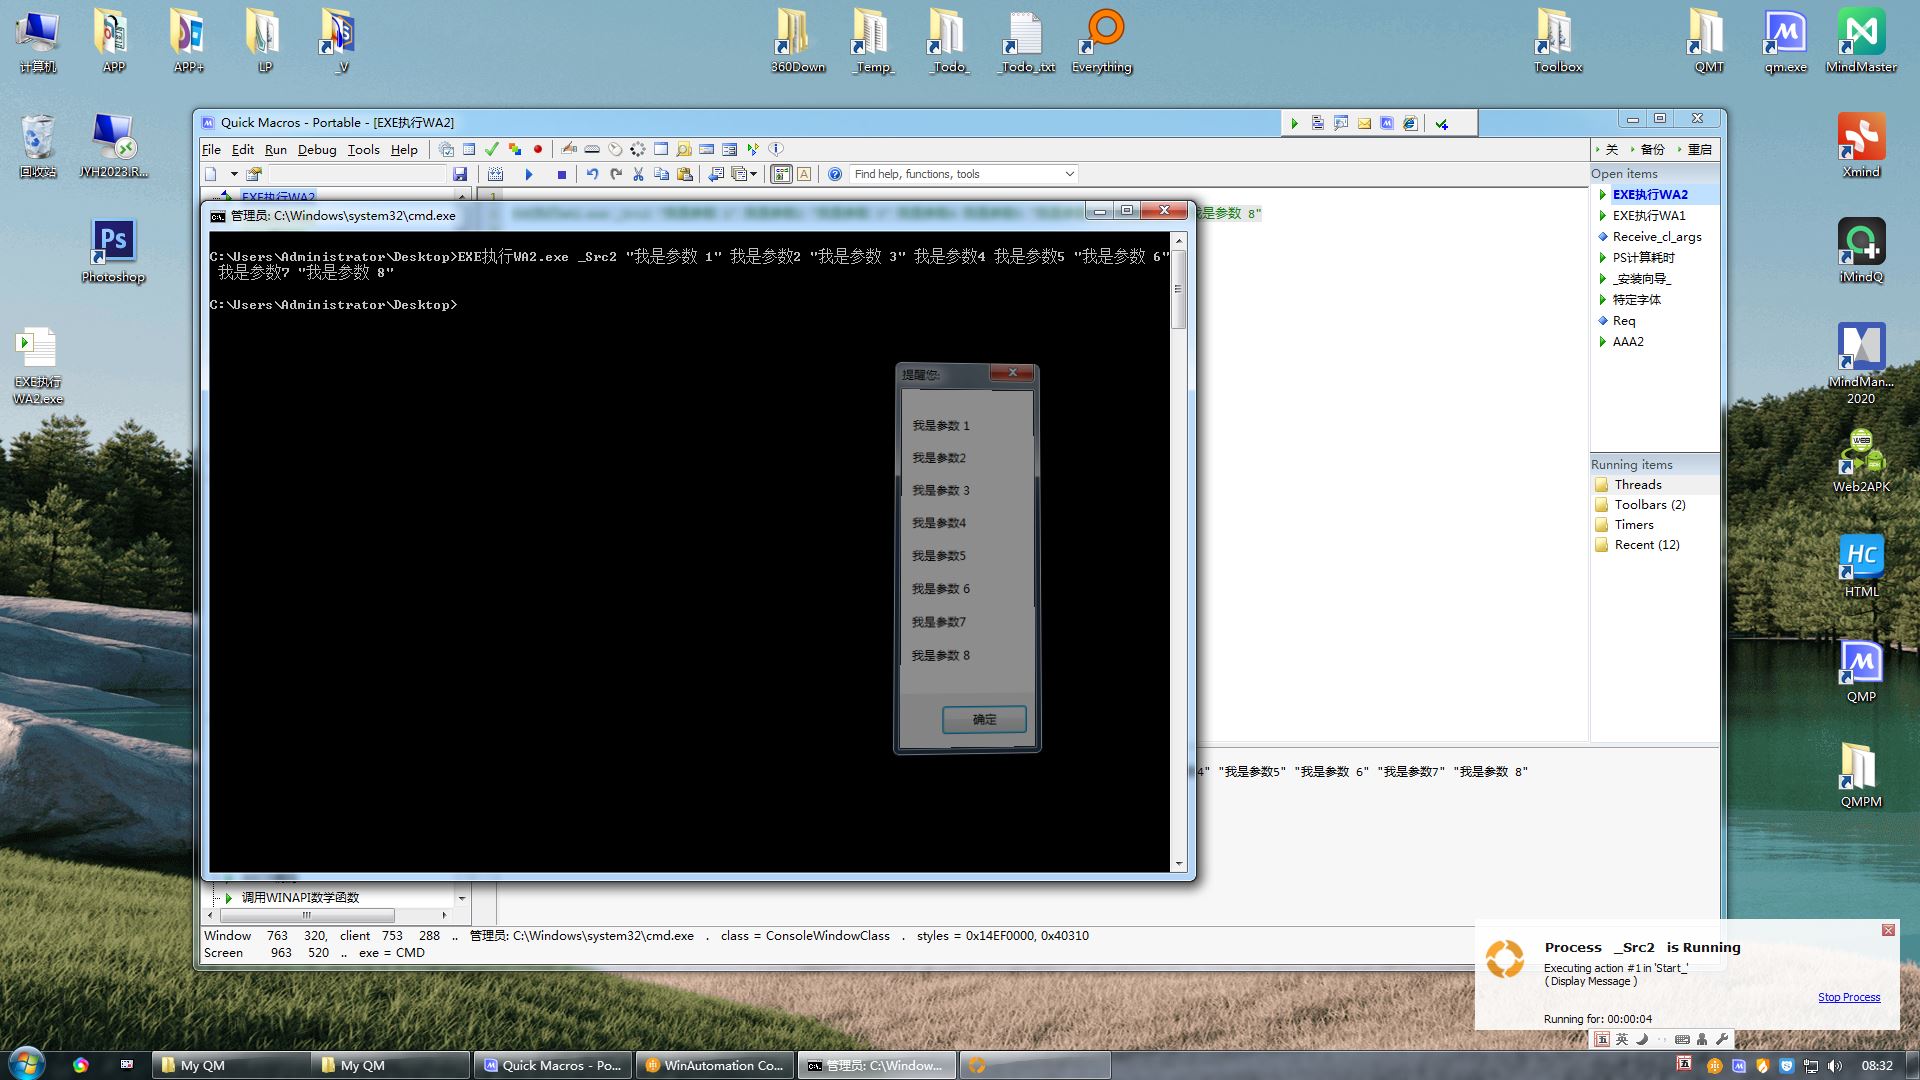 计算机
APP
APP+
LP
_V
360Down
_Temp_
_Todo_
_Todo_.txt
Everything
Toolbox
QMT
qm.exe
MindMaster
回收站
JYH2023.R...
Photoshop
EXE执行
WA2.exe
Xmind
iMindQ
MindMan...
2020
Web2APK
HTML
QMP
QMPM
Quick Macros - Portable - [EXE执行WA2]
File Edit Run Debug Tools Help
关 备份 重启
Find help, functions, tools
EXE执行WA2
1
我是参数 8"
Open items
EXE执行WA2
EXE执行WA1
Receive_cl_args
PS计算耗时
_安装向导_
特定字体
Req
AAA2
Running items
Threads
Toolbars (2)
Timers
Recent (12)
管理员: C:\Windows\system32\cmd.exe
C:\Users\Administrator\Desktop>EXE执行WA2.exe _Src2 "我是参数 1" 我是参数2 "我是参数 3" 我是参数4 我是参数5 "我是参数 6"
我是参数7 "我是参数 8"
C:\Users\Administrator\Desktop>
提醒您:
我是参数 1
我是参数2
我是参数 3
我是参数4
我是参数5
我是参数 6
我是参数7
我是参数 8
确定
4" "我是参数5" "我是参数 6" "我是参数7" "我是参数 8"
调用WINAPI数学函数
Window 763 320, client 753 288 .. 管理员: C:\Windows\system32\cmd.exe . class = ConsoleWindowClass . styles = 0x14EF0000, 0x40310
Screen 963 520 .. exe = CMD
Process _Src2 is Running
Executing action #1 in 'Start_'
( Display Message )
Stop Process
Running for: 00:00:04
五 英
My QM
My QM
Quick Macros - Po...
WinAutomation Co...
管理员: C:\Window...
五
08:32